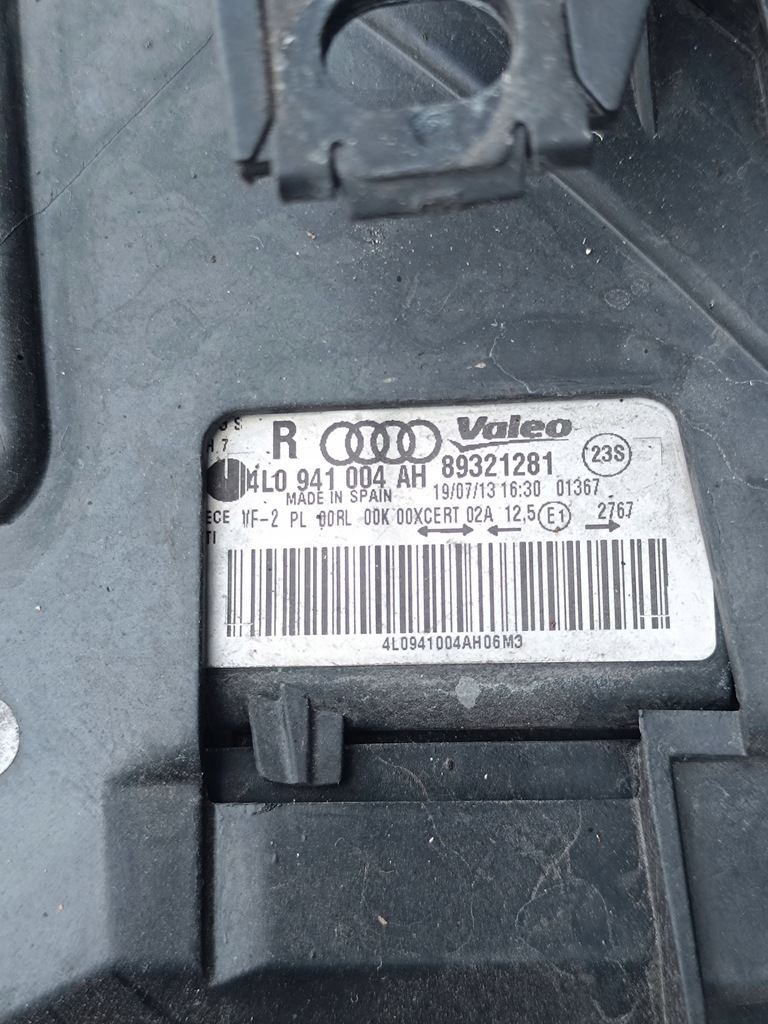 R Valeo
4L0 941 004 AH 89321281 23S
MADE IN SPAIN 19/07/13 16:30 01367
ECE PL 00RL 00K 00XCERT 02A 12,5 E1 2767
TI
4L0941004AH06M3